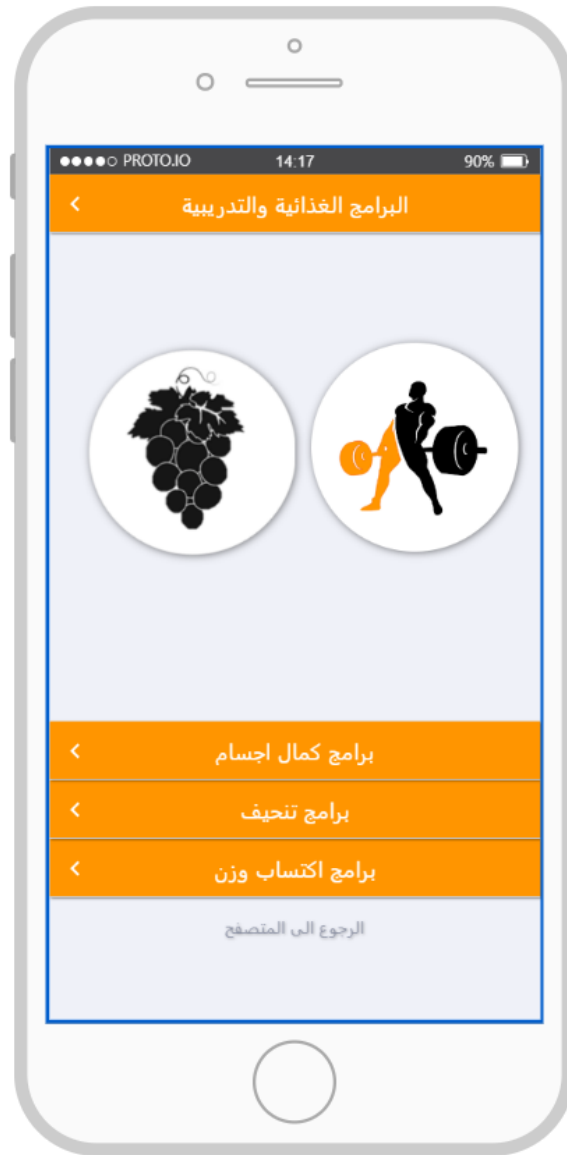 ●●●●○ PROTO.IO 14:17 90%
البرامج الغذائية والتدريبية
برامج كمال اجسام
برامج تنحيف
برامج اكتساب وزن
الرجوع الى المتصفح